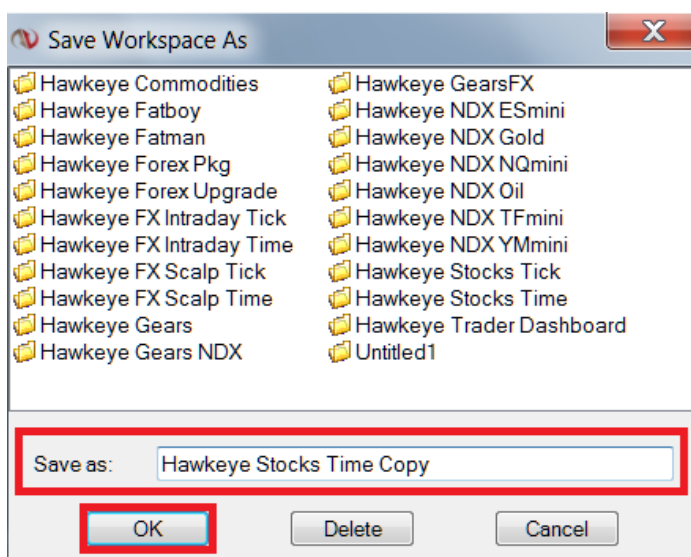 Save Workspace As
X
Hawkeye Commodities
Hawkeye Fatboy
Hawkeye Fatman
Hawkeye Forex Pkg
Hawkeye Forex Upgrade
Hawkeye FX Intraday Tick
Hawkeye FX Intraday Time
Hawkeye FX Scalp Tick
Hawkeye FX Scalp Time
Hawkeye Gears
Hawkeye Gears NDX
Hawkeye GearsFX
Hawkeye NDX ESmini
Hawkeye NDX Gold
Hawkeye NDX NQmini
Hawkeye NDX Oil
Hawkeye NDX TFmini
Hawkeye NDX YMmini
Hawkeye Stocks Tick
Hawkeye Stocks Time
Hawkeye Trader Dashboard
Untitled1
Save as: Hawkeye Stocks Time Copy
OK Delete Cancel